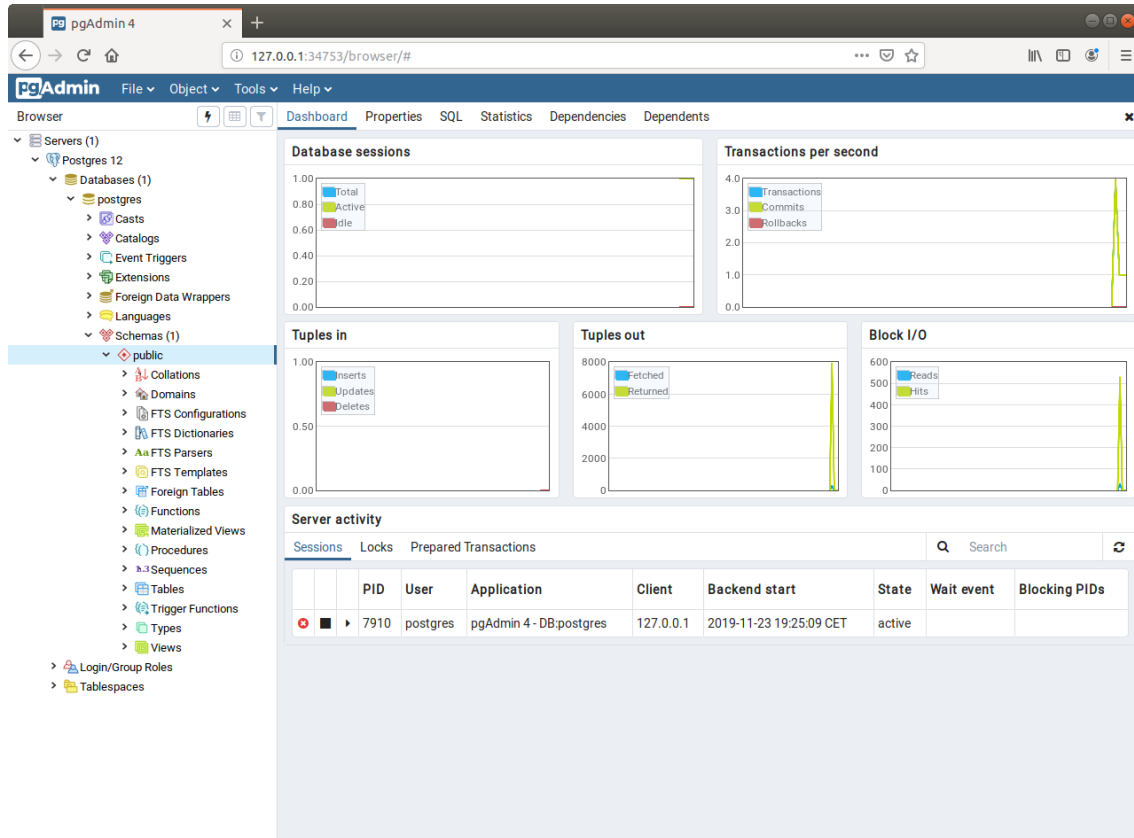 pgAdmin 4
127.0.0.1:34753/browser/#
pgAdmin File Object Tools Help
Browser
Dashboard Properties SQL Statistics Dependencies Dependents
Servers (1)
Postgres 12
Databases (1)
postgres
Casts
Catalogs
Event Triggers
Extensions
Foreign Data Wrappers
Languages
Schemas (1)
public
Collations
Domains
FTS Configurations
FTS Dictionaries
FTS Parsers
FTS Templates
Foreign Tables
Functions
Materialized Views
Procedures
Sequences
Tables
Trigger Functions
Types
Views
Login/Group Roles
Tablespaces
Database sessions
1.00
0.80
0.60
0.40
0.20
0.00
Total
Active
Idle
Transactions per second
4.0
3.0
2.0
1.0
0.0
Transactions
Commits
Rollbacks
Tuples in
1.00
0.50
0.00
Inserts
Updates
Deletes
Tuples out
8000
6000
4000
2000
0
Fetched
Returned
Block I/O
600
500
400
300
200
100
0
Reads
Hits
Server activity
Sessions Locks Prepared Transactions Search
PID User Application Client Backend start State Wait event Blocking PIDs
7910 postgres pgAdmin 4 - DB:postgres 127.0.0.1 2019-11-23 19:25:09 CET active